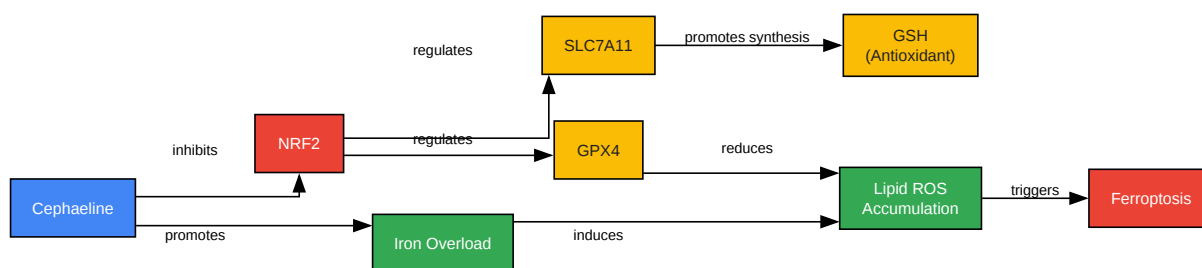 regulates
SLC7A11
promotes synthesis
GSH
(Antioxidant)
inhibits
NRF2
regulates
GPX4
reduces
Cephaeline
promotes
Iron Overload
induces
Lipid ROS
Accumulation
triggers
Ferroptosis